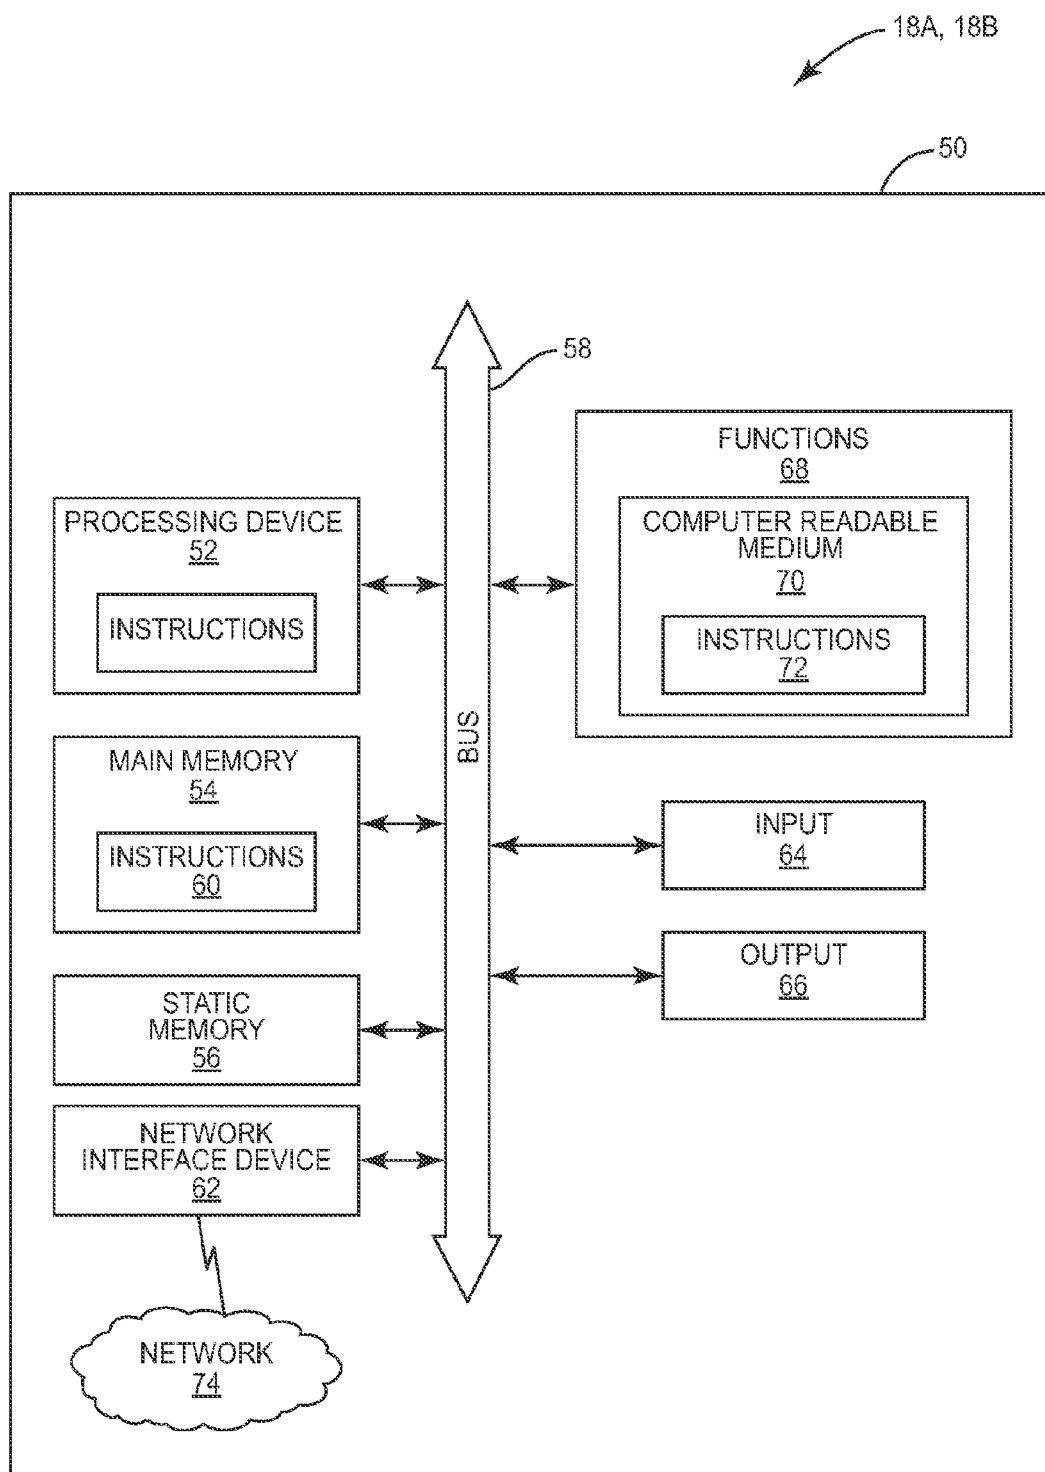 18A, 18B
50
58
FUNCTIONS
68
COMPUTER READABLE
MEDIUM
70
INSTRUCTIONS
72
PROCESSING DEVICE
52
INSTRUCTIONS
BUS
MAIN MEMORY
54
INSTRUCTIONS
60
INPUT
64
OUTPUT
66
STATIC
MEMORY
56
NETWORK
INTERFACE DEVICE
62
NETWORK
74